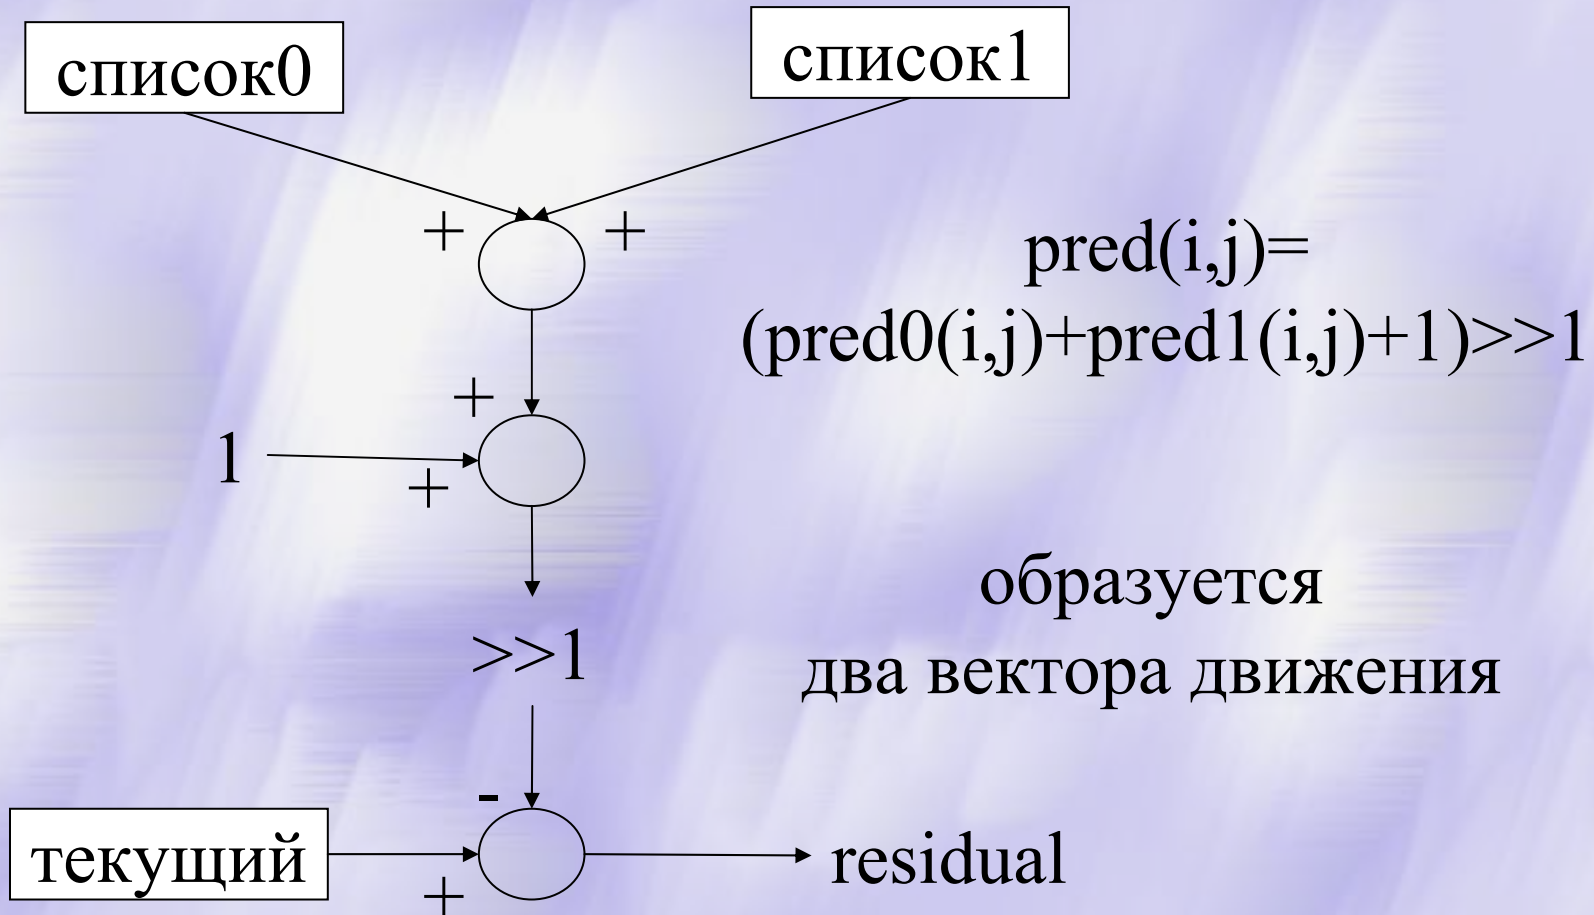 список0
список1
+ +
pred(i,j)=
(pred0(i,j)+pred1(i,j)+1)>>1
+
1
+
образуется
два вектора движения
>>1
-
текущий
+
residual